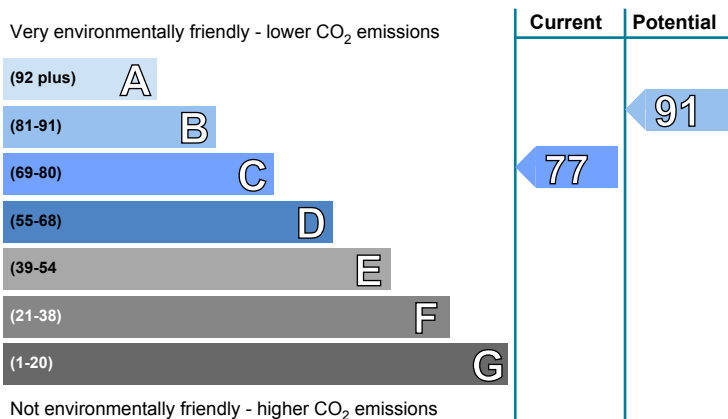 Very environmentally friendly - lower CO₂ emissions
Current
Potential
(92 plus) A
(81-91) B
91
(69-80) C
77
(55-68) D
(39-54 E
(21-38) F
(1-20) G
Not environmentally friendly - higher CO₂ emissions